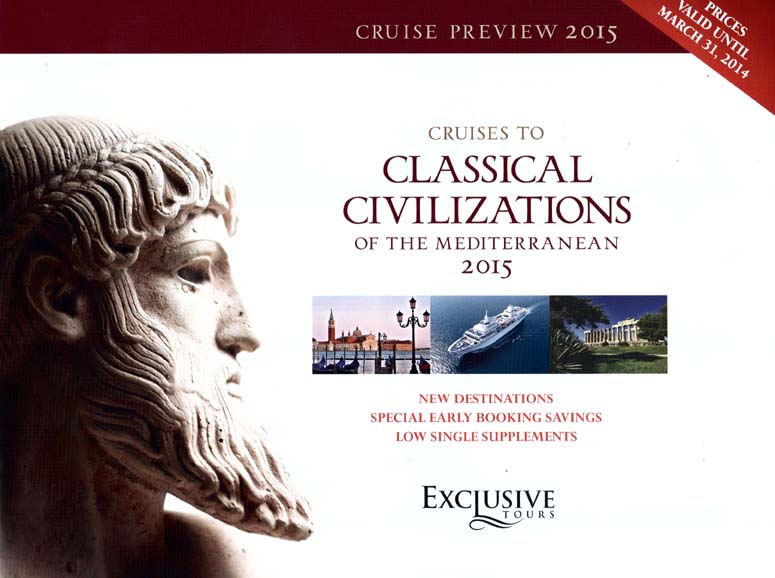 CRUISE PREVIEW 2015
PRICES
VALID UNTIL
MARCH 31, 2014
CRUISES TO
CLASSICAL
CIVILIZATIONS
OF THE MEDITERRANEAN
2015
NEW DESTINATIONS
SPECIAL EARLY BOOKING SAVINGS
LOW SINGLE SUPPLEMENTS
EXCLUSIVE
TOURS